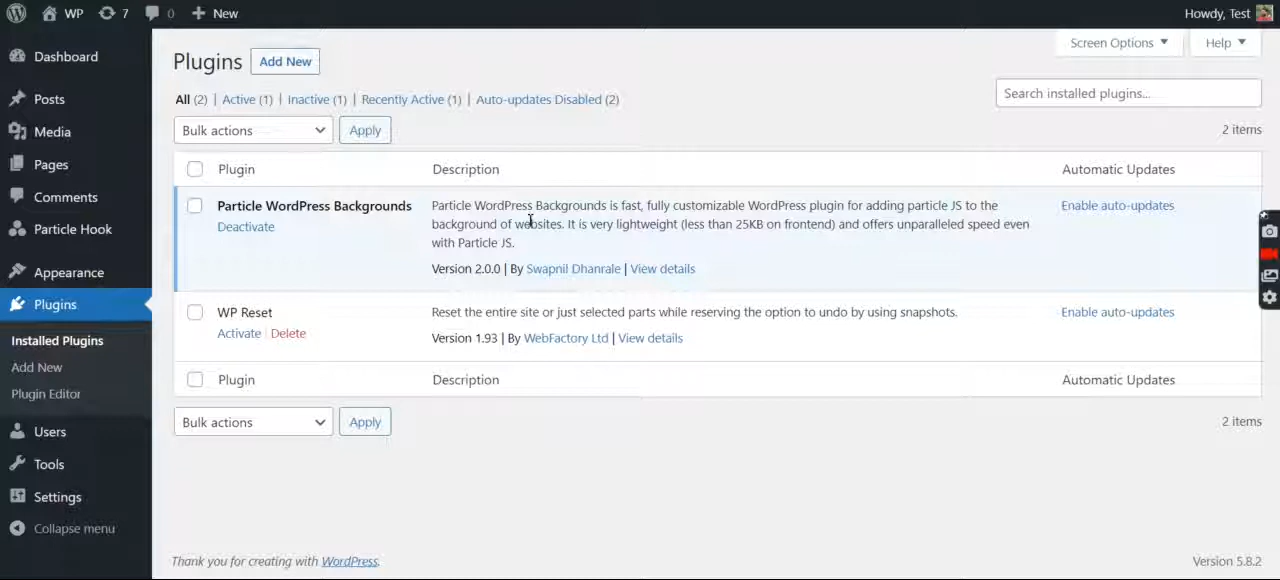 WP 7 0 New
Howdy, Test
Dashboard
Posts
Media
Pages
Comments
Particle Hook
Appearance
Plugins
Installed Plugins
Add New
Plugin Editor
Users
Tools
Settings
Collapse menu
Screen Options Help
Plugins Add New
All (2) | Active (1) | Inactive (1) | Recently Active (1) | Auto-updates Disabled (2)
Search installed plugins...
Bulk actions Apply
2 items
Plugin Description Automatic Updates
Particle WordPress Backgrounds
Deactivate
Particle WordPress Backgrounds is fast, fully customizable WordPress plugin for adding particle JS to the
background of websites. It is very lightweight (less than 25KB on frontend) and offers unparalleled speed even
with Particle JS.
Version 2.0.0 | By Swapnil Dhanrale | View details
Enable auto-updates
WP Reset
Activate | Delete
Reset the entire site or just selected parts while reserving the option to undo by using snapshots.
Version 1.93 | By WebFactory Ltd | View details
Enable auto-updates
Plugin Description Automatic Updates
Bulk actions Apply
2 items
Thank you for creating with WordPress.
Version 5.8.2